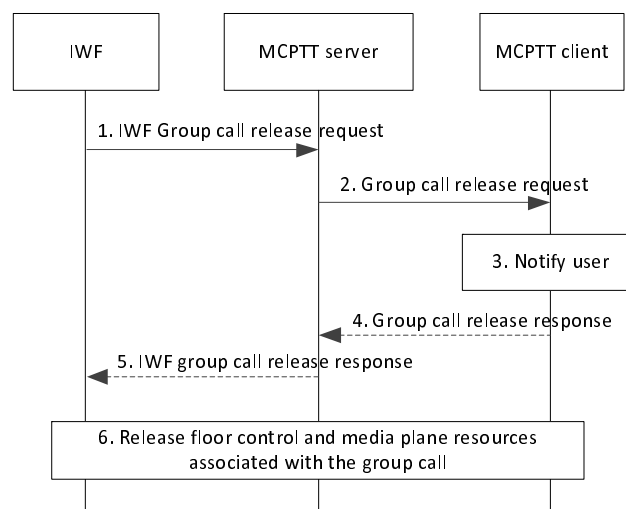 IWF
MCPTT server
MCPTT client
1. IWF Group call release request
2. Group call release request
3. Notify user
4. Group call release response
5. IWF group call release response
6. Release floor control and media plane resources
associated with the group call